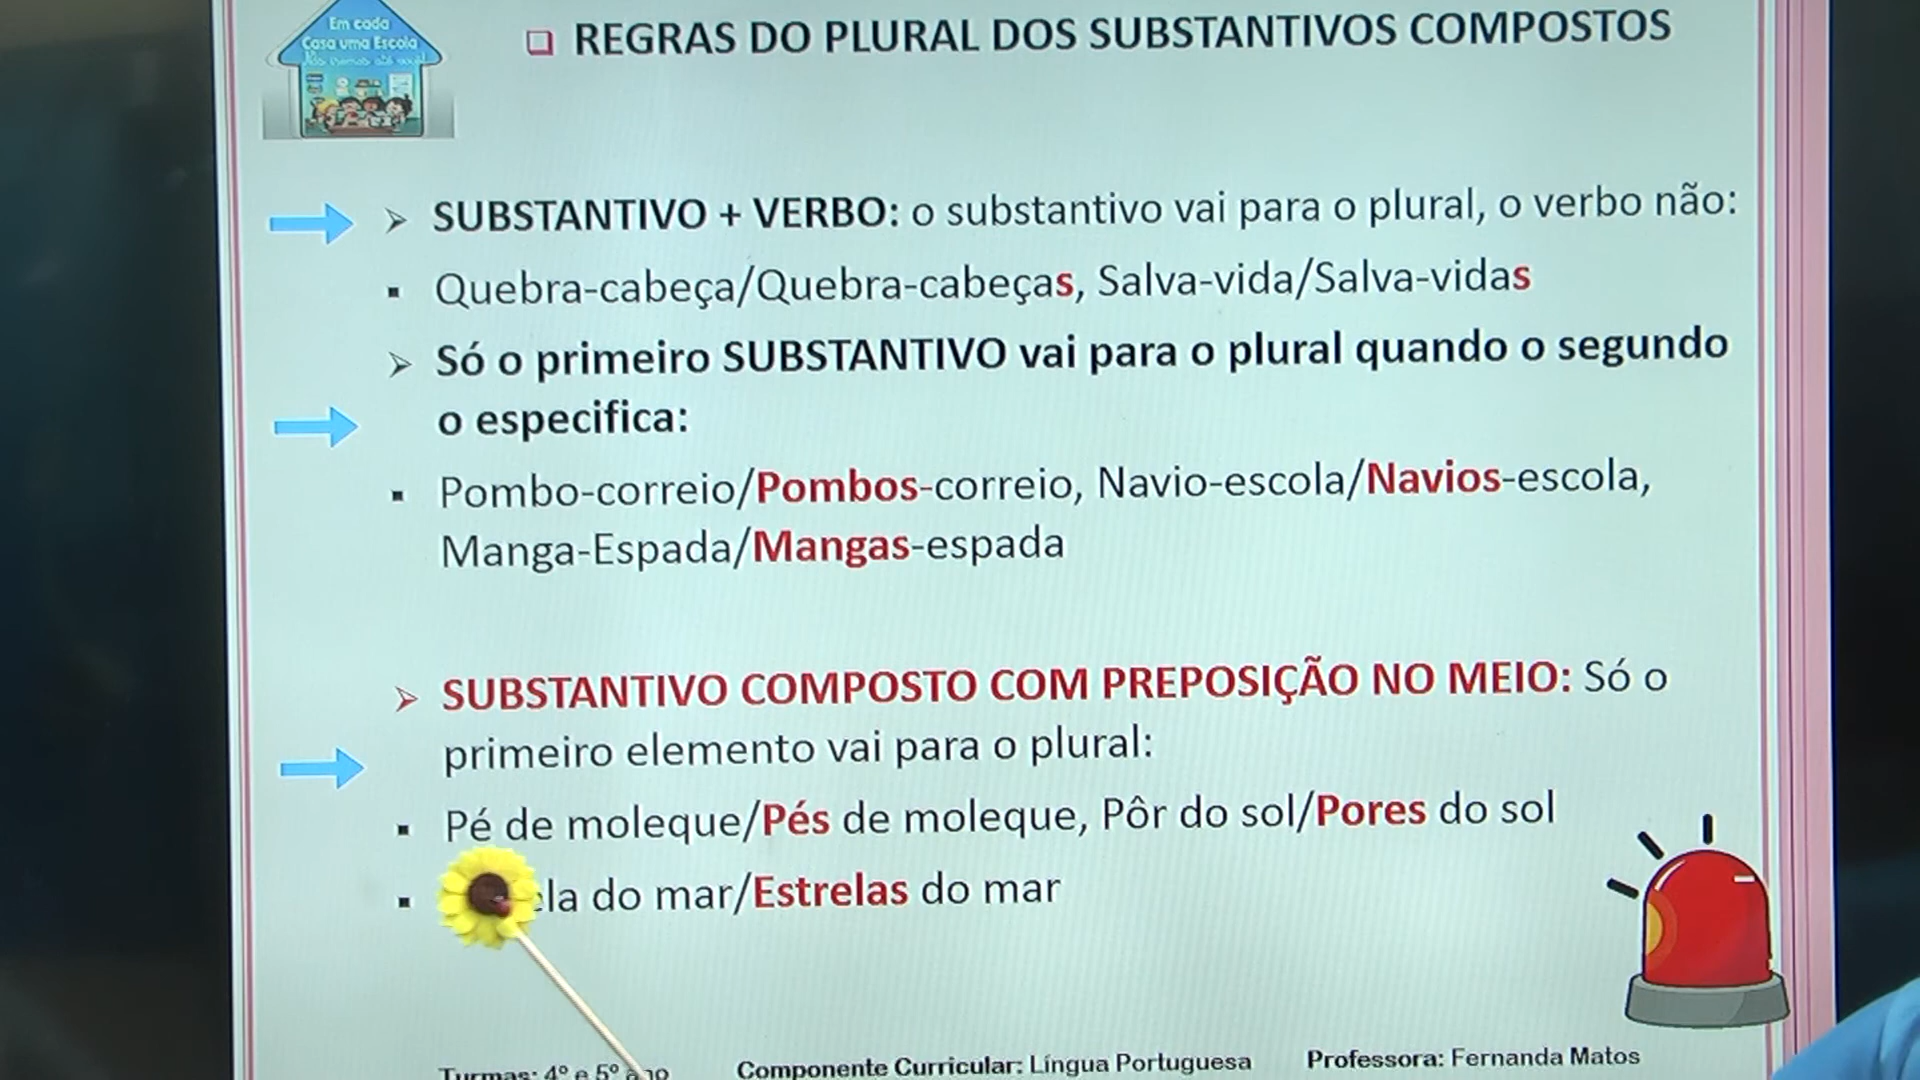 Em cada
Casa uma Escola
REGRAS DO PLURAL DOS SUBSTANTIVOS COMPOSTOS
SUBSTANTIVO + VERBO: o substantivo vai para o plural, o verbo não:
Quebra-cabeça/Quebra-cabeças, Salva-vida/Salva-vidas
Só o primeiro SUBSTANTIVO vai para o plural quando o segundo
o especifica:
Pombo-correio/Pombos-correio, Navio-escola/Navios-escola,
Manga-Espada/Mangas-espada
SUBSTANTIVO COMPOSTO COM PREPOSIÇÃO NO MEIO: Só o
primeiro elemento vai para o plural:
Pé de moleque/Pés de moleque, Pôr do sol/Pores do sol
do mar/Estrelas do mar
Turmas: 4º e 5º Componente Curricular: Língua Portuguesa Professora: Fernanda Matos